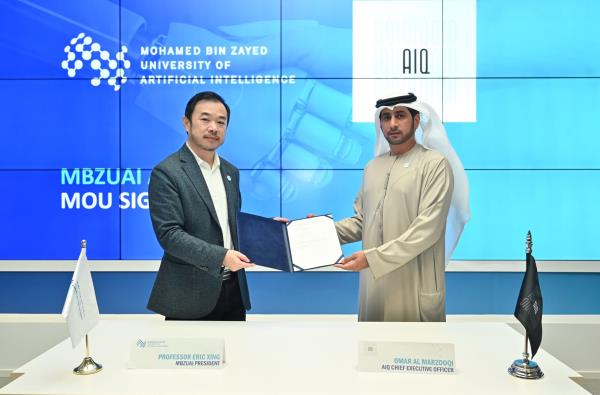 MOHAMED BIN ZAYED
UNIVERSITY OF
ARTIFICIAL INTELLIGENCE
AIQ
MBZUAI
MOU SIG
PROFESSOR ERIC XING
MBZUAI PRESIDENT
OMAR AL MARZOOQI
AIQ CHIEF EXECUTIVE OFFICER